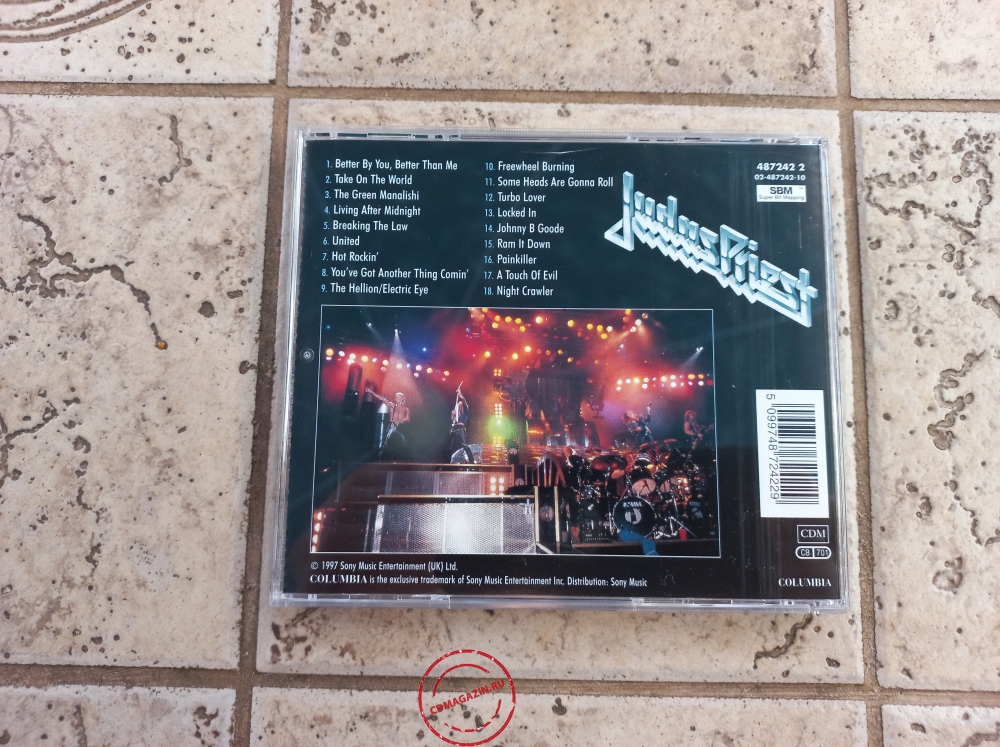 1. Better By You, Better Than Me
2. Take On The World
3. The Green Manalishi
4. Living After Midnight
5. Breaking The Law
6. United
7. Hot Rockin'
8. You've Got Another Thing Comin'
9. The Hellion/Electric Eye
10. Freewheel Burning
11. Some Heads Are Gonna Roll
12. Turbo Lover
13. Locked In
14. Johnny B Goode
15. Ram It Down
16. Painkiller
17. A Touch Of Evil
18. Night Crawler
Judas Priest
487242 2
02-487242-10
SBM
Super Bit Mapping
5 099748 724229
CDM
CB 701
© 1997 Sony Music Entertainment (UK) Ltd.
COLUMBIA is the exclusive trademark of Sony Music Entertainment Inc. Distribution: Sony Music
COLUMBIA
CDMAGAZIN.RU